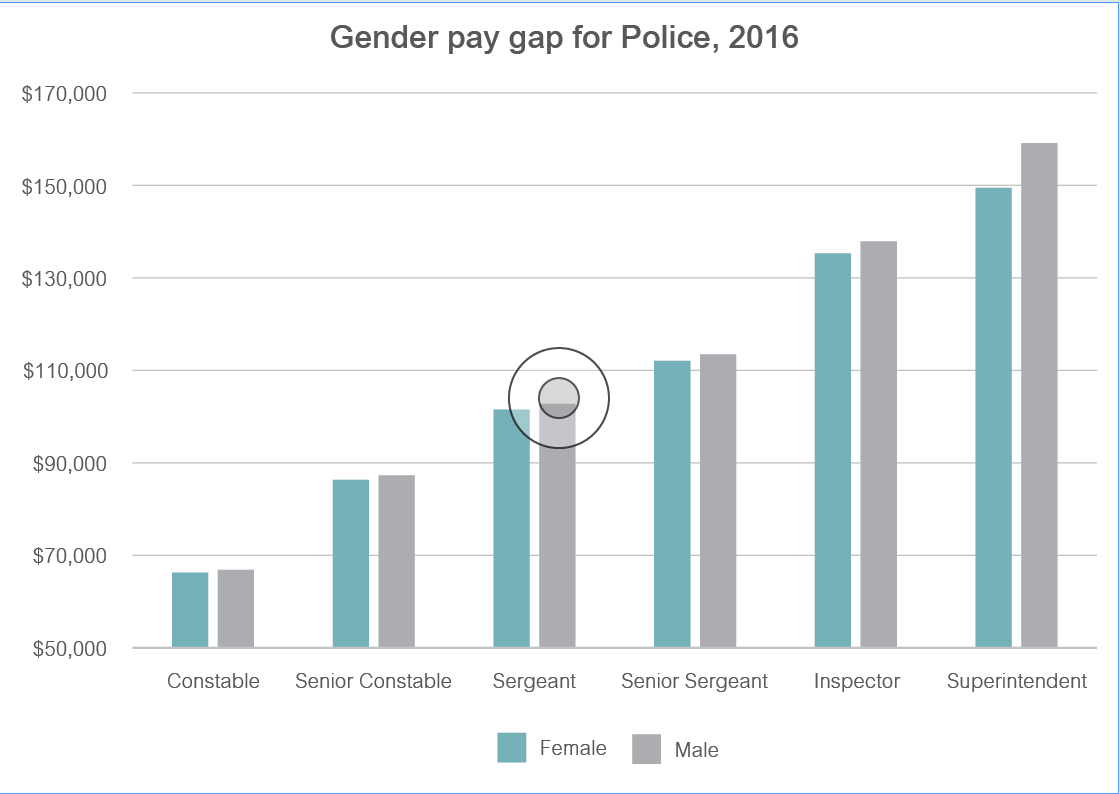 Gender pay gap for Police, 2016
$170,000
$150,000
$130,000
$110,000
$90,000
$70,000
$50,000
Constable Senior Constable Sergeant Senior Sergeant Inspector Superintendent
Female Male